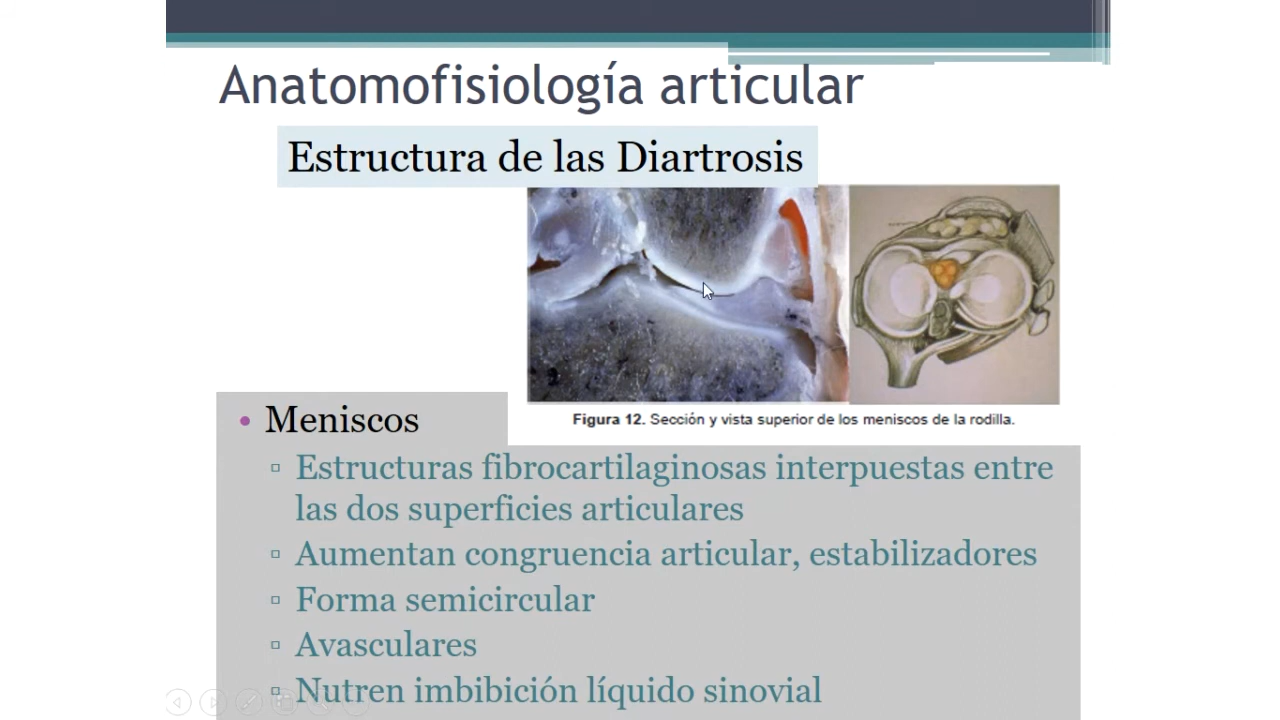 Anatomofisiología articular
Estructura de las Diartrosis
Figura 12. Sección y vista superior de los meniscos de la rodilla.
• Meniscos
▫ Estructuras fibrocartilaginosas interpuestas entre
las dos superficies articulares
▫ Aumentan congruencia articular, estabilizadores
▫ Forma semicircular
▫ Avasculares
▫ Nutren imbibición líquido sinovial